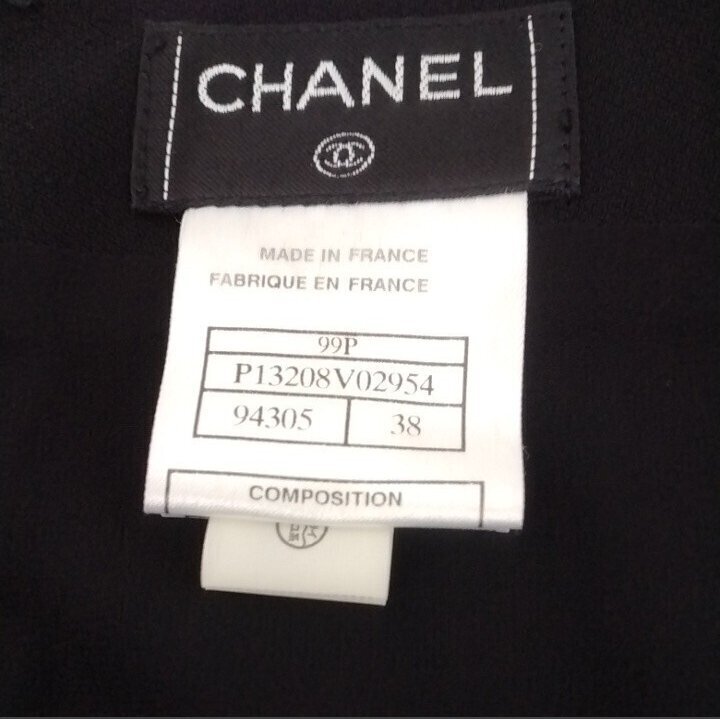 CHANEL
MADE IN FRANCE
FABRIQUE EN FRANCE
99P
P13208V02954
94305 38
COMPOSITION